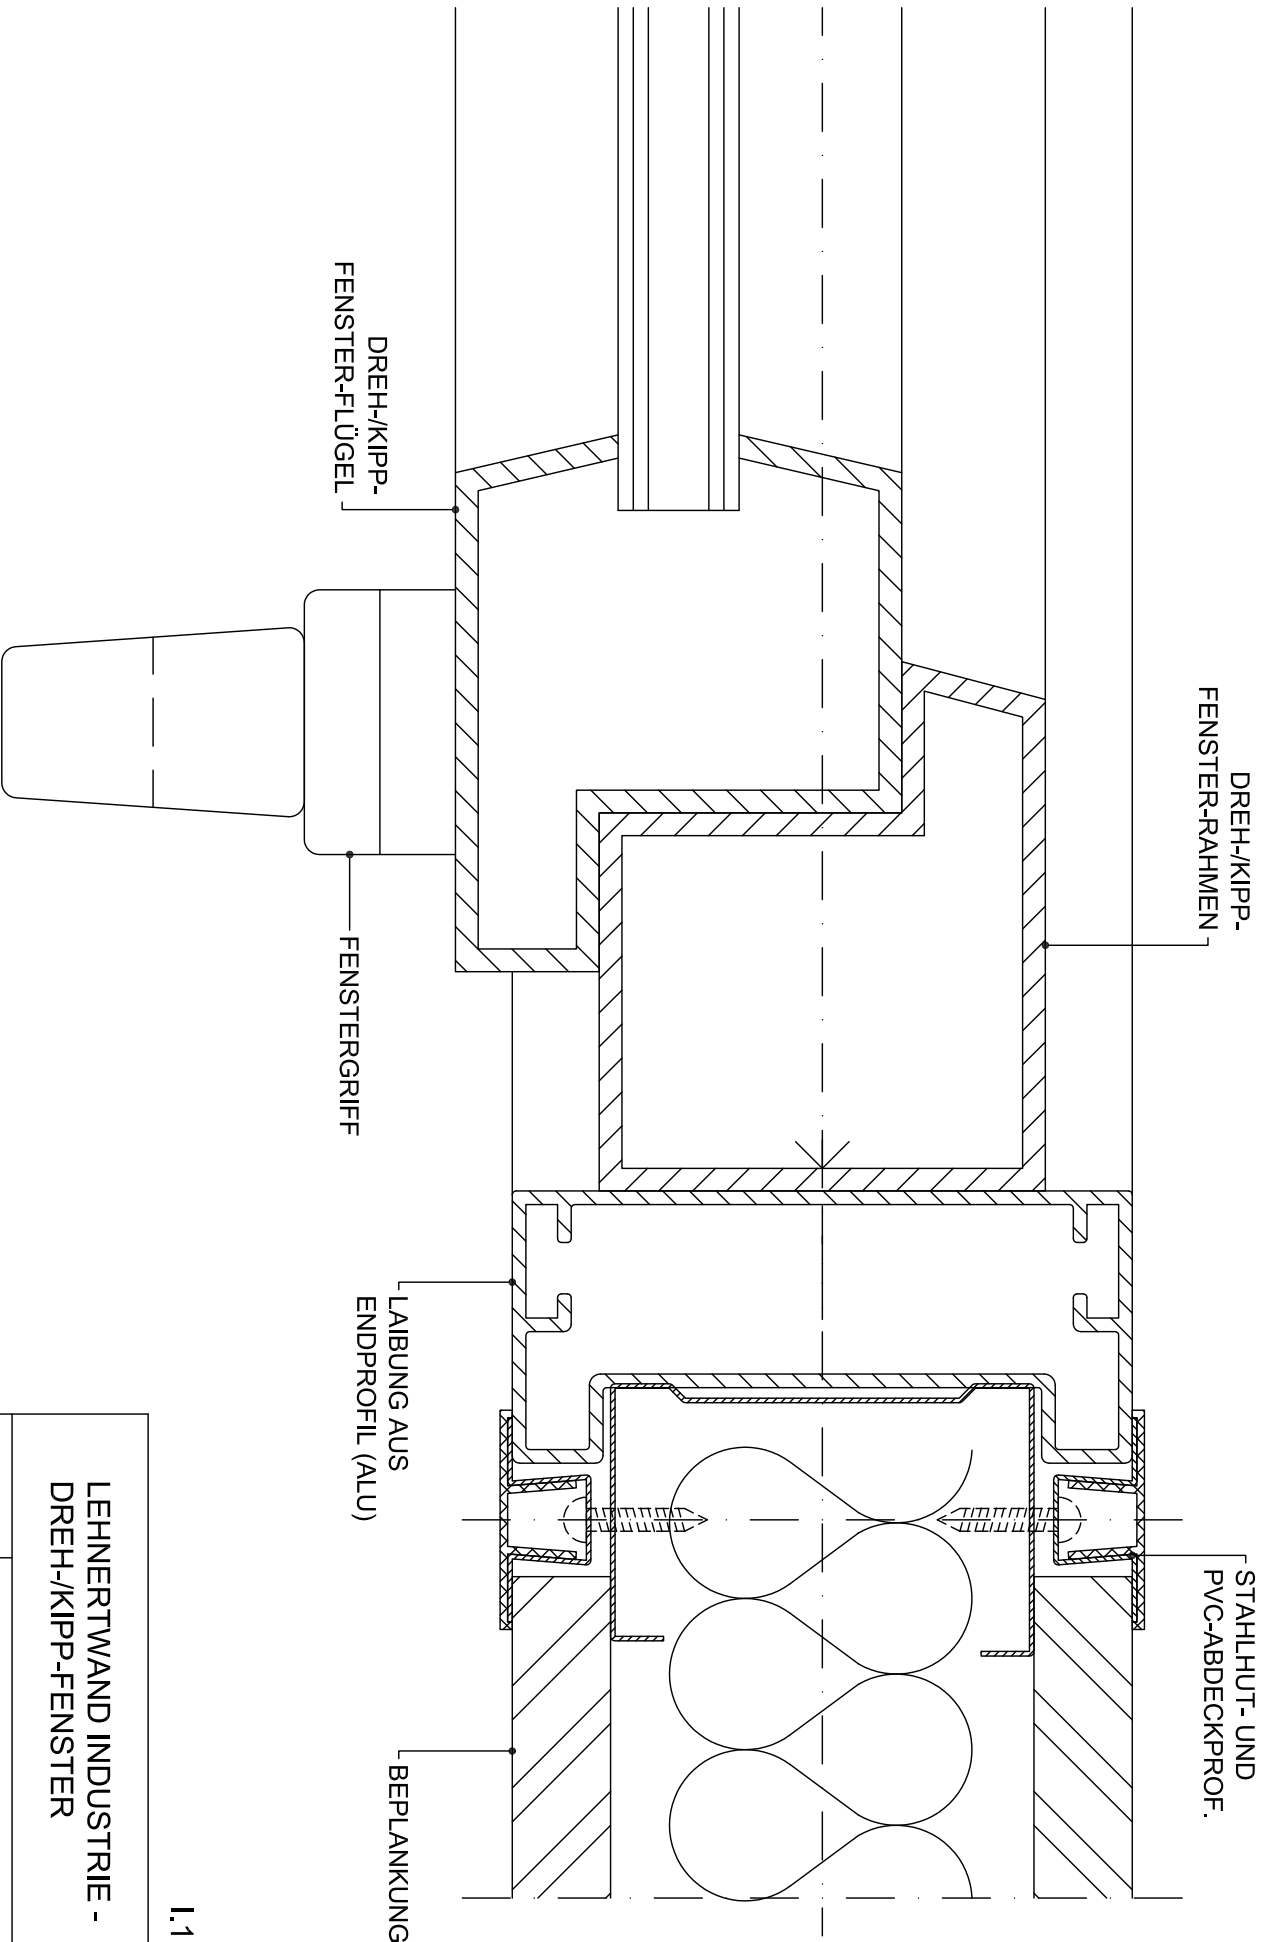 DREH-/KIPP-
FENSTER-RAHMEN
STAHLHUT- UND
PVC-ABDECKPROF.
DREH-/KIPP-
FENSTER-FLÜGEL
FENSTERGRIFF
LAIBUNG AUS
ENDPROFIL (ALU)
BEPLANKUNG
I.1
LEHNERTWAND INDUSTRIE -
DREH-/KIPP-FENSTER